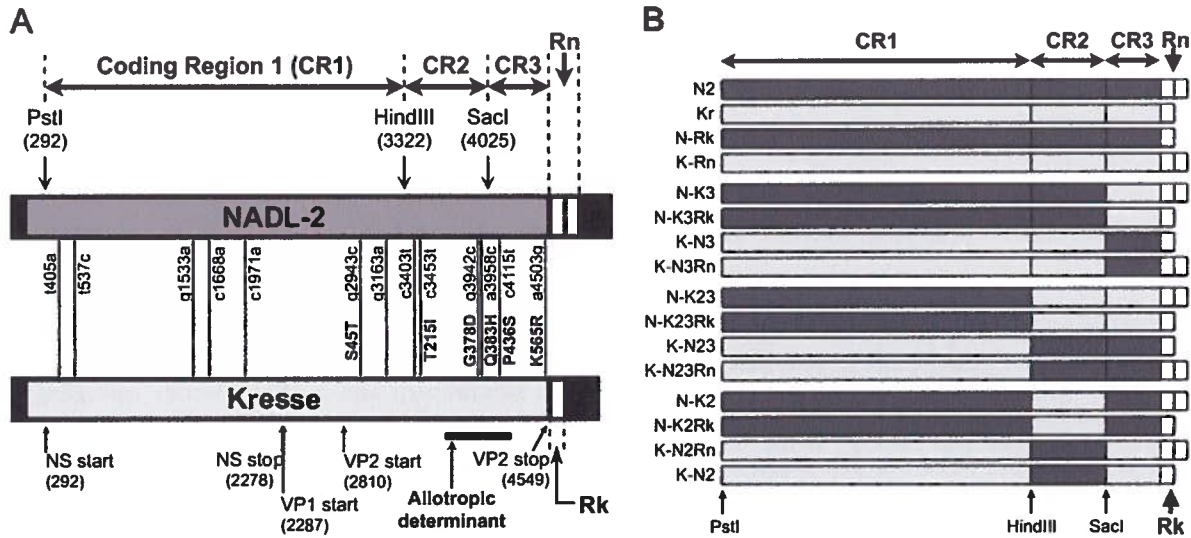 A
Rn
Coding Region 1 (CR1)
CR2
CR3
PstI
(292)
HindIII
(3322)
SacI
(4025)
NADL-2
t405a
t537c
g1533a
c1668a
c1971a
g2943c
g3163a
c3403t
c3453t
g3942c
a3958c
c4115t
a4503g
S45T
T215I
G378D
Q383H
P436S
K565R
Kresse
NS start
(292)
NS stop
(2278)
VP1 start
(2287)
VP2 start
(2810)
Allotropic
determinant
VP2 stop
(4549)
Rk
B
CR1
CR2
CR3
Rn
N2
Kr
N-Rk
K-Rn
N-K3
N-K3Rk
K-N3
K-N3Rn
N-K23
N-K23Rk
K-N23
K-N23Rn
N-K2
N-K2Rk
K-N2Rn
K-N2
PstI
HindIII
SacI
Rk